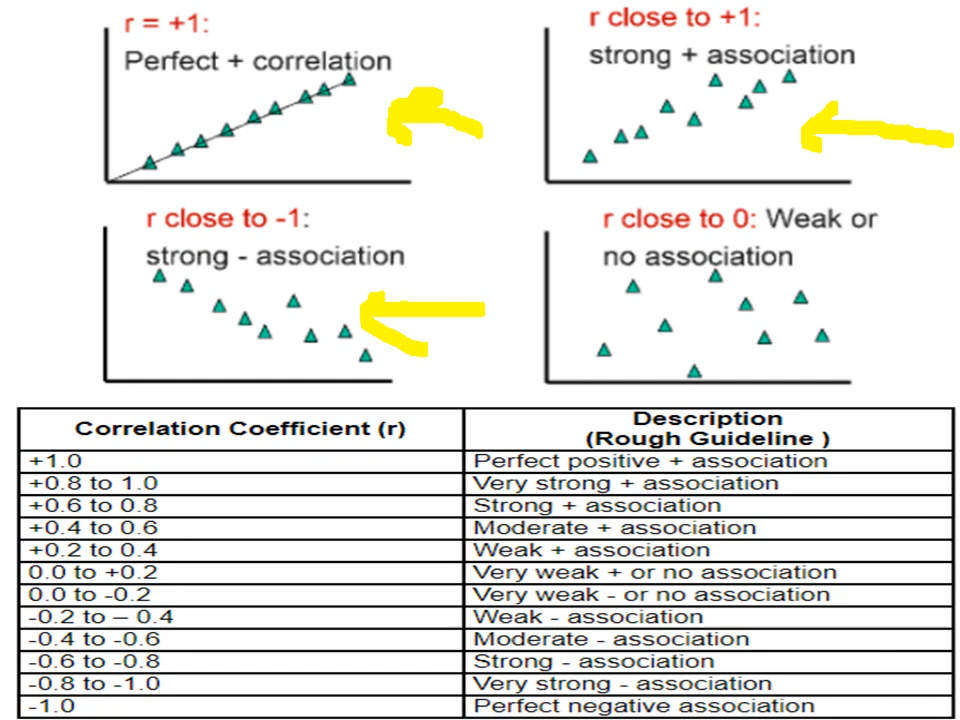 r = +1:
Perfect + correlation
r close to +1:
strong + association
r close to -1:
strong - association
r close to 0: Weak or
no association
Correlation Coefficient (r)
Description
(Rough Guideline )
+1.0
Perfect positive + association
+0.8 to 1.0
Very strong + association
+0.6 to 0.8
Strong + association
+0.4 to 0.6
Moderate + association
+0.2 to 0.4
Weak + association
0.0 to +0.2
Very weak + or no association
0.0 to -0.2
Very weak - or no association
-0.2 to – 0.4
Weak - association
-0.4 to -0.6
Moderate - association
-0.6 to -0.8
Strong - association
-0.8 to -1.0
Very strong - association
-1.0
Perfect negative association